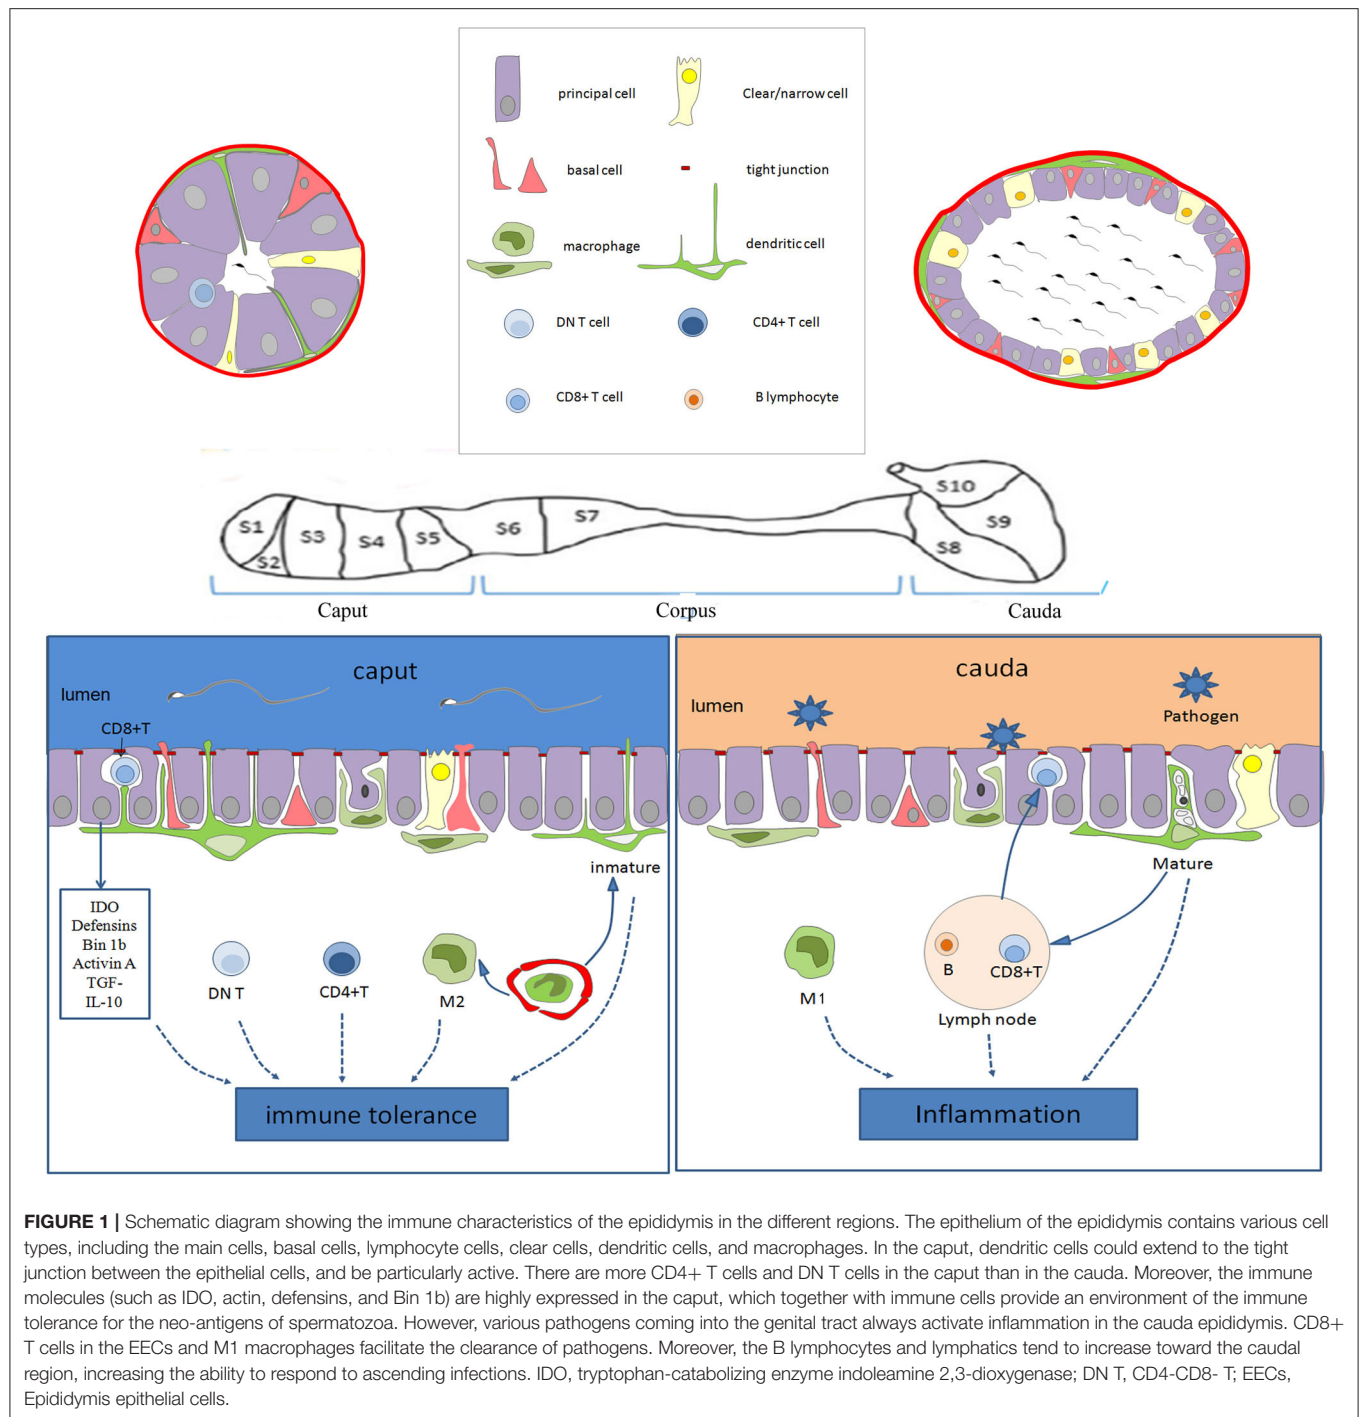 principal cell
Clear/narrow cell
basal cell
tight junction
macrophage
dendritic cell
DN T cell
CD4+ T cell
CD8+ T cell
B lymphocyte
S1
S2
S3
S4
S5
S6
S7
S8
S9
S10
Caput
Corpus
Cauda
caput
lumen
CD8+T
inmature
IDO
Defensins
Bin 1b
Activin A
TGF-
IL-10
DN T
CD4+T
M2
immune tolerance
cauda
lumen
Pathogen
Mature
M1
B
CD8+T
Lymph node
Inflammation
FIGURE 1 | Schematic diagram showing the immune characteristics of the epididymis in the different regions. The epithelium of the epididymis contains various cell
types, including the main cells, basal cells, lymphocyte cells, clear cells, dendritic cells, and macrophages. In the caput, dendritic cells could extend to the tight
junction between the epithelial cells, and be particularly active. There are more CD4+ T cells and DN T cells in the caput than in the cauda. Moreover, the immune
molecules (such as IDO, actin, defensins, and Bin 1b) are highly expressed in the caput, which together with immune cells provide an environment of the immune
tolerance for the neo-antigens of spermatozoa. However, various pathogens coming into the genital tract always activate inflammation in the cauda epididymis. CD8+
T cells in the EECs and M1 macrophages facilitate the clearance of pathogens. Moreover, the B lymphocytes and lymphatics tend to increase toward the caudal
region, increasing the ability to respond to ascending infections. IDO, tryptophan-catabolizing enzyme indoleamine 2,3-dioxygenase; DN T, CD4-CD8- T; EECs,
Epididymis epithelial cells.